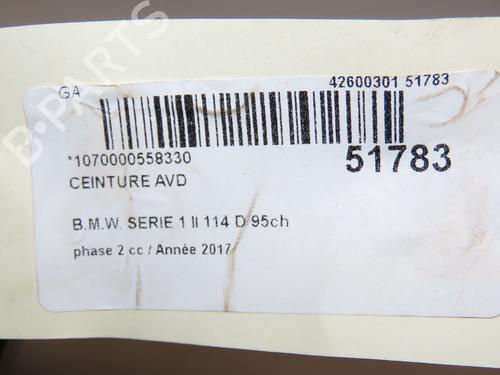 B-PARTS
GA
42600301 51783
*1070000558330
51783
CEINTURE AVD
B.M.W. SERIE 1 II 114 D 95ch
phase 2 cc / Année 2017